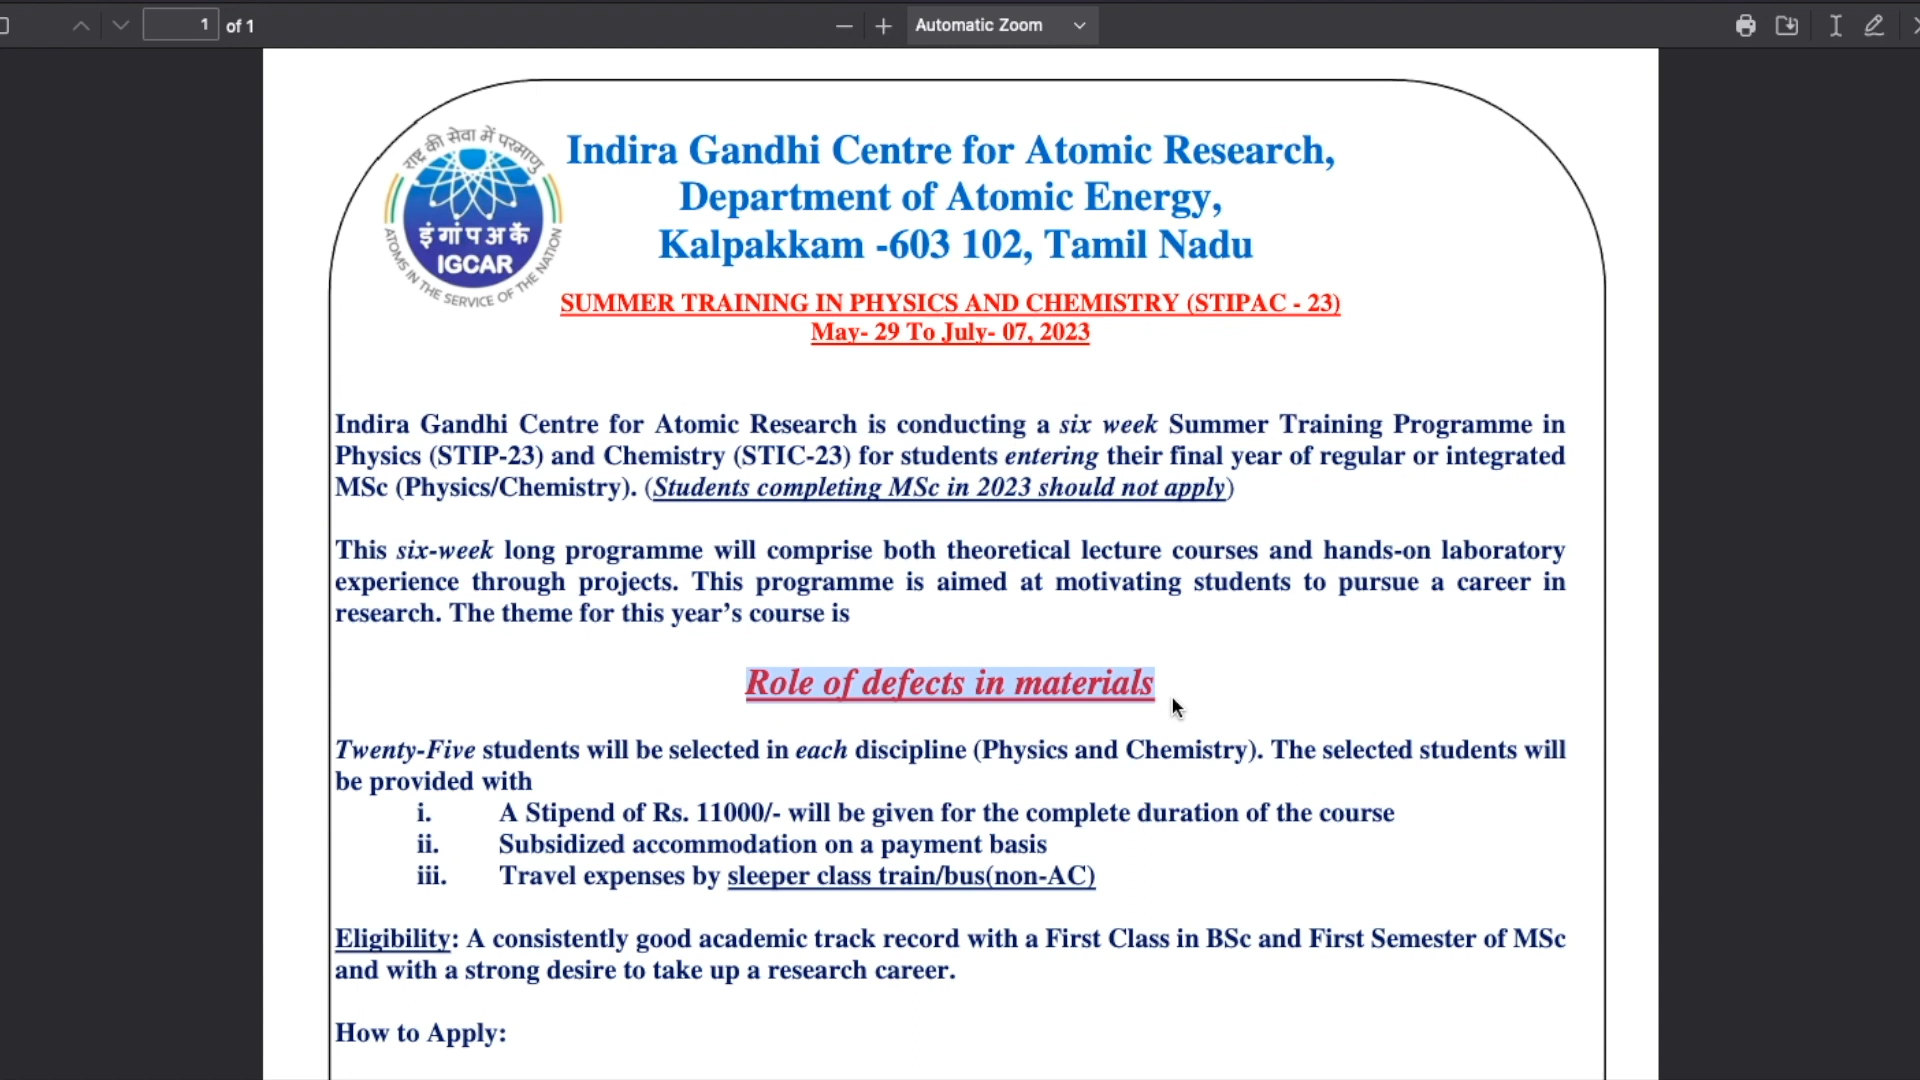 1 of 1
Automatic Zoom
राष्ट्र की सेवा में परमाणु
इं गां प अ कें
IGCAR
ATOMS IN THE SERVICE OF THE NATION
Indira Gandhi Centre for Atomic Research,
Department of Atomic Energy,
Kalpakkam -603 102, Tamil Nadu
SUMMER TRAINING IN PHYSICS AND CHEMISTRY (STIPAC - 23)
May- 29 To July- 07, 2023
Indira Gandhi Centre for Atomic Research is conducting a six week Summer Training Programme in
Physics (STIP-23) and Chemistry (STIC-23) for students entering their final year of regular or integrated
MSc (Physics/Chemistry). (Students completing MSc in 2023 should not apply)
This six-week long programme will comprise both theoretical lecture courses and hands-on laboratory
experience through projects. This programme is aimed at motivating students to pursue a career in
research. The theme for this year’s course is
Role of defects in materials
Twenty-Five students will be selected in each discipline (Physics and Chemistry). The selected students will
be provided with
i. A Stipend of Rs. 11000/- will be given for the complete duration of the course
ii. Subsidized accommodation on a payment basis
iii. Travel expenses by sleeper class train/bus(non-AC)
Eligibility: A consistently good academic track record with a First Class in BSc and First Semester of MSc
and with a strong desire to take up a research career.
How to Apply: